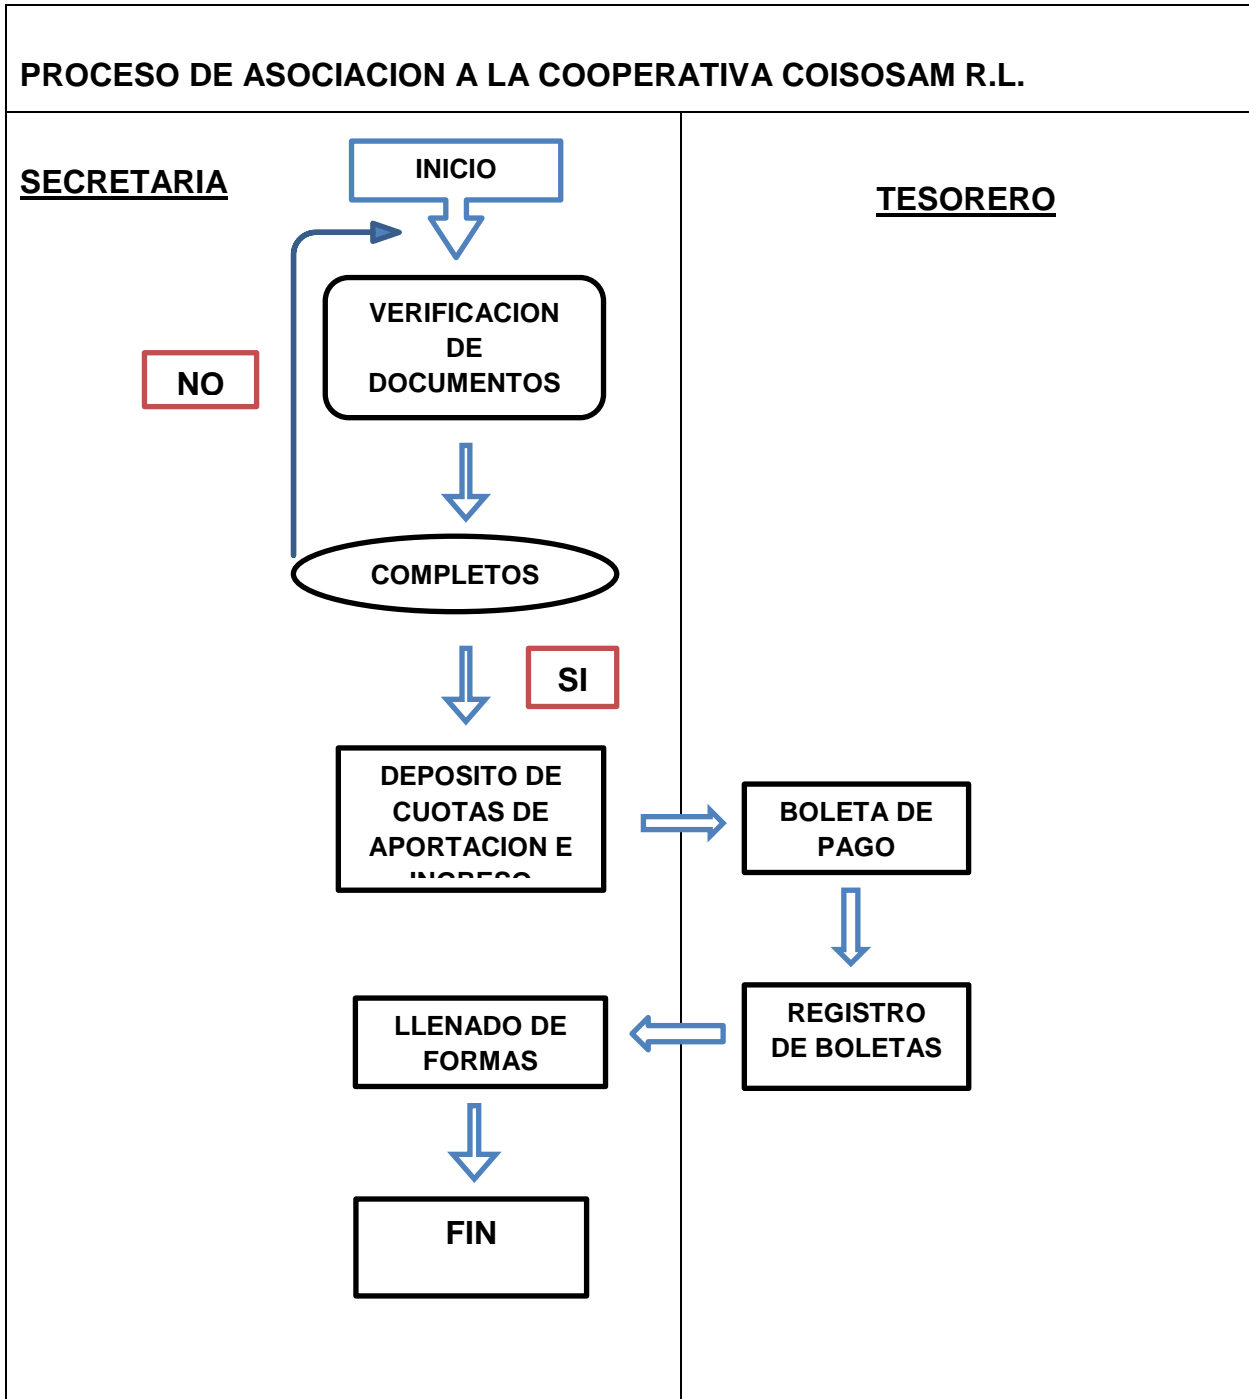 PROCESO DE ASOCIACION A LA COOPERATIVA COISOSAM R.L.
SECRETARIA
INICIO
TESORERO
VERIFICACION
DE
DOCUMENTOS
NO
COMPLETOS
SI
DEPOSITO DE
CUOTAS DE
APORTACION E
INGRESO
BOLETA DE
PAGO
REGISTRO
DE BOLETAS
LLENADO DE
FORMAS
FIN